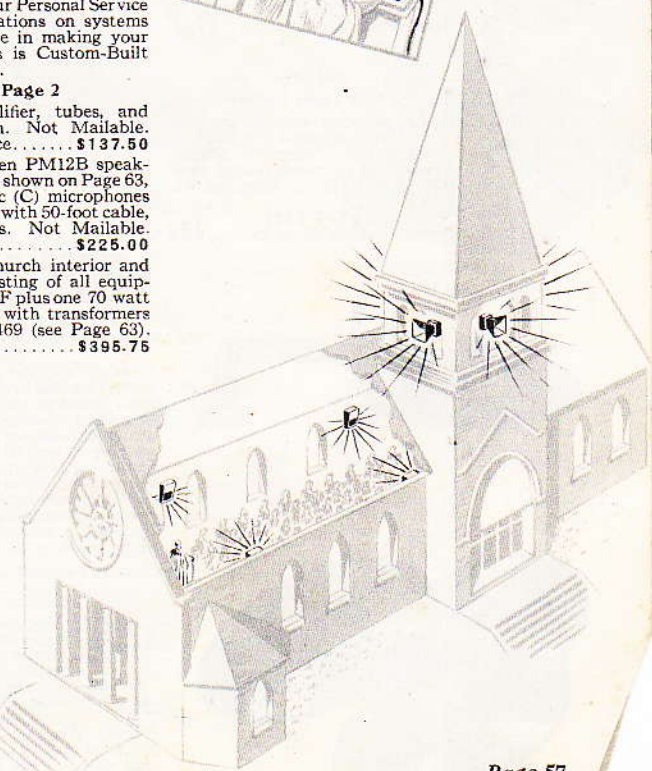 ur Personal Service
ations on systems
e in making your
s is Custom-Built
.
Page 2
lifier, tubes, and
n. Not Mailable.
ce.......$137.50
en PM12B speak-
shown on Page 63,
c (C) microphones
with 50-foot cable,
s. Not Mailable.
.........$225.00
hurch interior and
sting of all equip-
F plus one 70 watt
with transformers
469 (see Page 63).
.........$395.75
Page 57